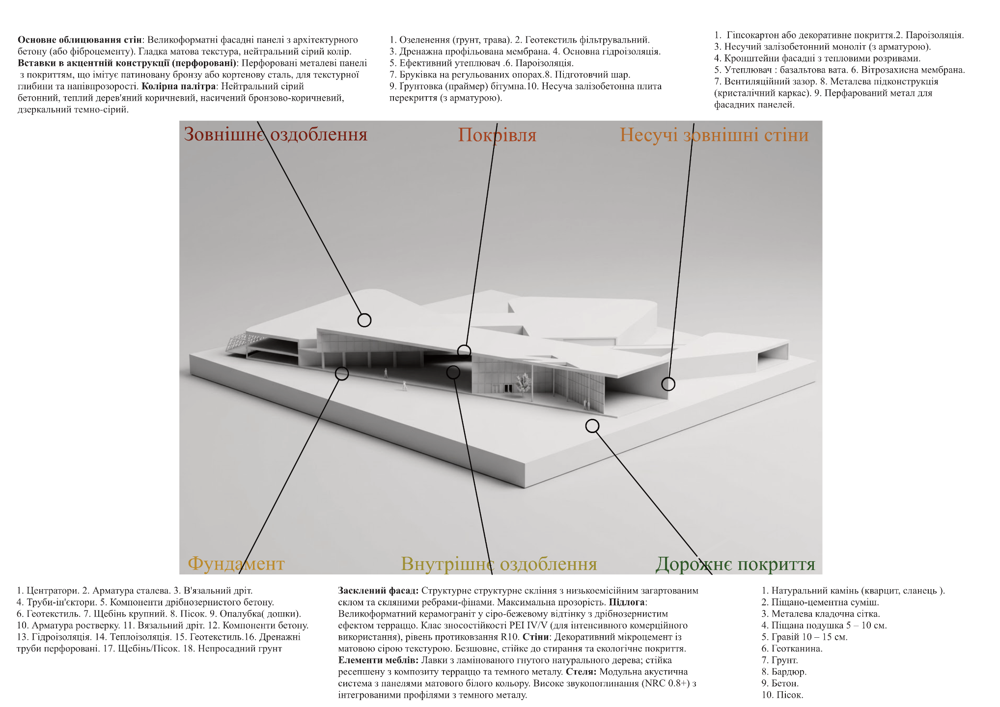 Основне облицювання стін: Великоформатні фасадні панелі з архітектурного
бетону (або фіброцементу). Гладка матова текстура, нейтральний сірий колір.
Вставки в акцентній конструкції (перфоровані): Перфоровані металеві панелі
з покриттям, що імітує патиновану бронзу або кортенову сталь, для текстурної
глибини та напівпрозорості. Колірна палітра: Нейтральний сірий
бетонний, теплий дерев'яний коричневий, насичений бронзово-коричневий,
дзеркальний темно-сірий.
1. Озеленення (ґрунт, трава). 2. Геотекстиль фільтрувальний.
3. Дренажна профільована мембрана. 4. Основна гідроізоляція.
5. Ефективний утеплювач .6. Пароізоляція.
7. Бруківка на регульованих опорах.8. Підготовчий шар.
9. Ґрунтовка (праймер) бітумна.10. Несуча залізобетонна плита
перекриття (з арматурою).
1. Гіпсокартон або декоративне покриття.2. Пароізоляція.
3. Несучий залізобетонний моноліт (з арматурою).
4. Кронштейни фасадні з тепловими розривами.
5. Утеплювач : базальтова вата. 6. Вітрозахисна мембрана.
7. Вентиляційний зазор. 8. Металева підконструкція
(кристалічний каркас). 9. Перфарований метал для
фасадних панелей.
Зовнішнє оздоблення
Покрівля
Несучі зовнішні стіни
Фундамент
Внутрішнє оздоблення
Дорожнє покриття
1. Центратори. 2. Арматура сталева. 3. В'язальний дріт.
4. Труби-ін'єктори. 5. Компоненти дрібнозернистого бетону.
6. Геотекстиль. 7. Щебінь крупний. 8. Пісок. 9. Опалубка( дошки).
10. Арматура ростверку. 11. Вязальний дріт. 12. Компоненти бетону.
13. Гідроізоляція. 14. Теплоізоляція. 15. Геотекстиль.16. Дренажні
труби перфоровані. 17. Щебінь/Пісок. 18. Непросадний грунт
Засклений фасад: Структурне структурне скління з низькоемісійним загартованим
склом та скляними ребрами-фінами. Максимальна прозорість. Підлога:
Великоформатний керамограніт у сіро-бежевому відтінку з дрібнозернистим
ефектом терраццо. Клас зносостійкості PEI IV/V (для інтенсивного комерційного
використання), рівень протиковзання R10. Стіни: Декоративний мікроцемент із
матовою сірою текстурою. Безшовне, стійке до стирання та екологічне покриття.
Елементи меблів: Лавки з ламінованого гнутого натурального дерева; стійка
ресепшену з композиту терраццо та темного металу. Стеля: Модульна акустична
система з панелями матового білого кольору. Високе звукопоглинання (NRC 0.8+) з
інтегрованими профілями з темного металу.
1. Натуральний камінь (кварцит, сланець ).
2. Піщано-цементна суміш.
3. Металева кладочна сітка.
4. Піщана подушка 5 – 10 см.
5. Гравій 10 – 15 см.
6. Геотканина.
7. Грунт.
8. Бардюр.
9. Бетон.
10. Пісок.